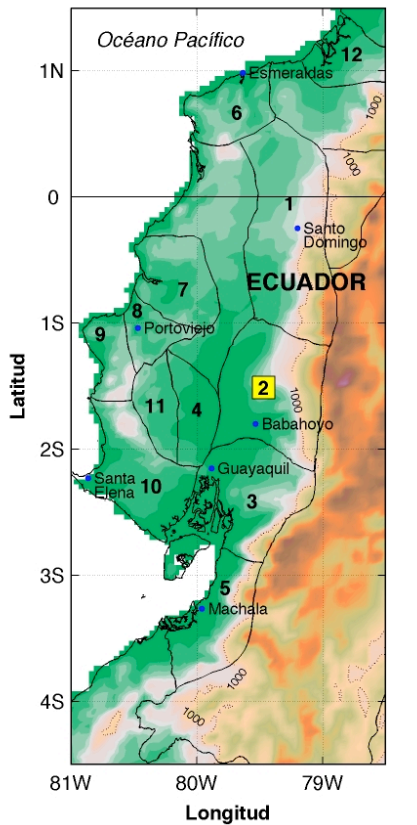 Océano Pacífico
12
1N
Esmeraldas
1000
6
1000
0
1
Santo
Domingo
ECUADOR
7
8
1S
9
Portoviejo
2
1000
11
4
Babahoyo
2S
Guayaquil
Santa
Elena
10
3
3S
5
Machala
1000
1000
4S
81W
80W
79W
Latitud
Longitud